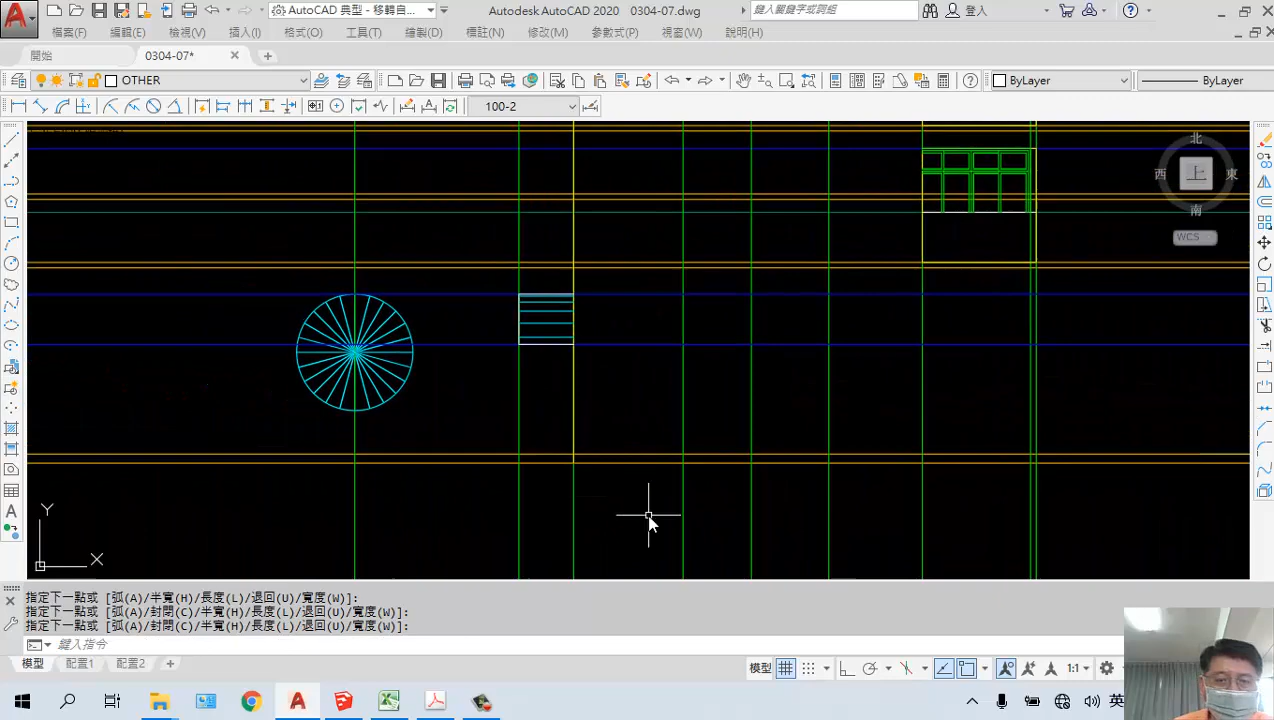 AutoCAD 典型 - 移轉自...
Autodesk AutoCAD 2020 0304-07.dwg
鍵入關鍵字或詞組
登入
檔案(F) 編輯(E) 檢視(V) 插入(I) 格式(O) 工具(T) 繪製(D) 標註(N) 修改(M) 參數式(P) 視窗(W) 說明(H)
開始 0304-07*
OTHER ByLayer ByLayer
100-2
北
西 上 東
南
WCS
Y
X
指定下一點或 [弧(A)/半寬(H)/長度(L)/退回(U)/寬度(W)]:
指定下一點或 [弧(A)/封閉(C)/半寬(H)/長度(L)/退回(U)/寬度(W)]:
指定下一點或 [弧(A)/封閉(C)/半寬(H)/長度(L)/退回(U)/寬度(W)]:
鍵入指令
模型 配置1 配置2 模型 1:1
英